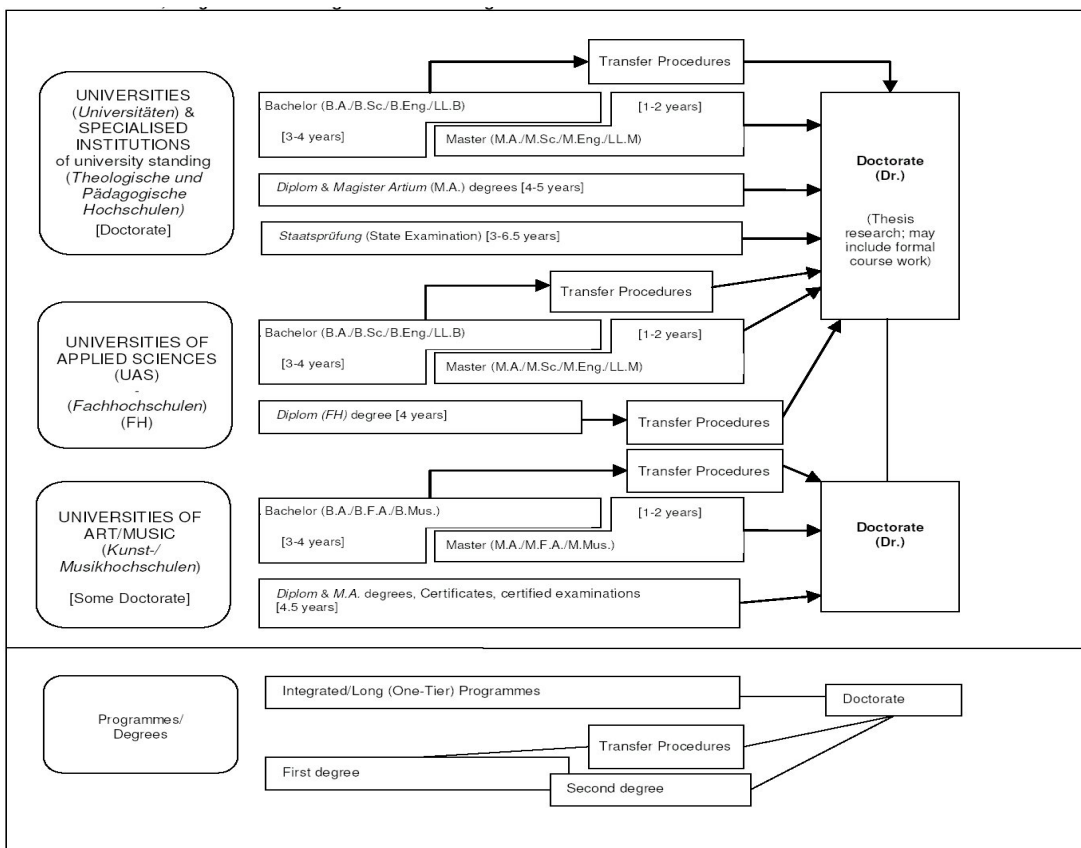 Transfer Procedures
UNIVERSITIES
(Universitäten) &
SPECIALISED
INSTITUTIONS
of university standing
(Theologische und
Pädagogische
Hochschulen)
[Doctorate]
. Bachelor (B.A./B.Sc./B.Eng./LL.B)
[3-4 years]
[1-2 years]
Master (M.A./M.Sc./M.Eng./LL.M)
Diplom & Magister Artium (M.A.) degrees [4-5 years]
Staatsprüfung (State Examination) [3-6.5 years]
Doctorate
(Dr.)
(Thesis
research; may
include formal
course work)
UNIVERSITIES OF
APPLIED SCIENCES
(UAS)
-
(Fachhochschulen)
(FH)
Transfer Procedures
. Bachelor (B.A./B.Sc./B.Eng./LL.B)
[3-4 years]
[1-2 years]
Master (M.A./M.Sc./M.Eng./LL.M)
Diplom (FH) degree [4 years]
Transfer Procedures
Transfer Procedures
UNIVERSITIES OF
ART/MUSIC
(Kunst-/
Musikhochschulen)
[Some Doctorate]
. Bachelor (B.A./B.F.A./B.Mus.)
[3-4 years]
[1-2 years]
Master (M.A./M.F.A./M.Mus.)
Diplom & M.A. degrees, Certificates, certified examinations
[4.5 years]
Doctorate
(Dr.)
Programmes/
Degrees
Integrated/Long (One-Tier) Programmes
Doctorate
Transfer Procedures
First degree
Second degree